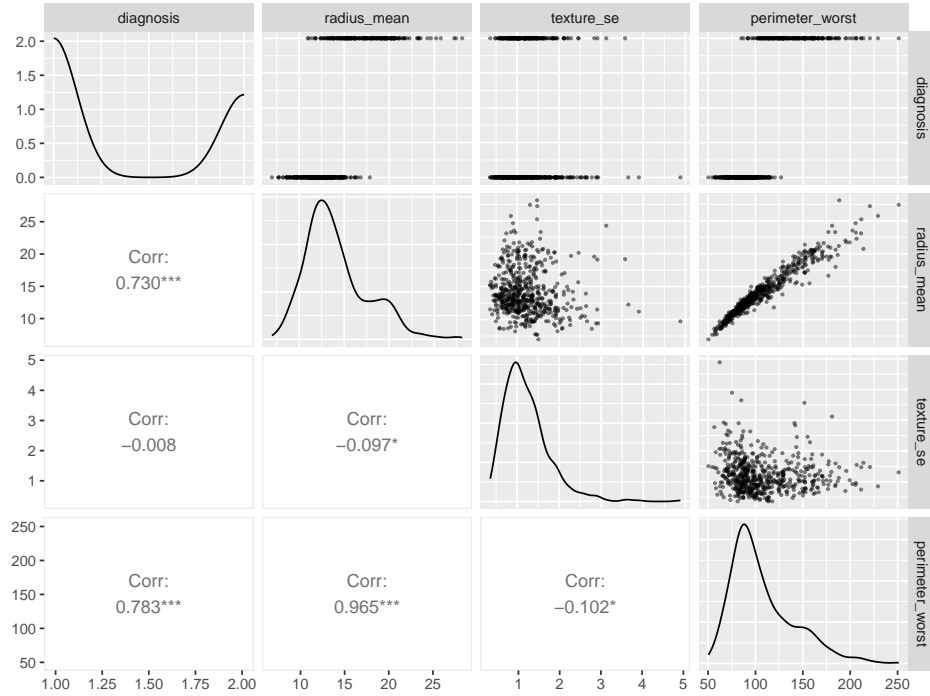 diagnosis radius_mean texture_se perimeter_worst
2.0
1.5
1.0
0.5
0.0
diagnosis
25
20
15
10
Corr:
0.730***
radius_mean
5
4
3
2
1
Corr:
−0.008
Corr:
−0.097*
texture_se
250
200
150
100
50
Corr:
0.783***
Corr:
0.965***
Corr:
−0.102*
perimeter_worst
1.00 1.25 1.50 1.75 2.00 10 15 20 25 1 2 3 4 5 50 100 150 200 250